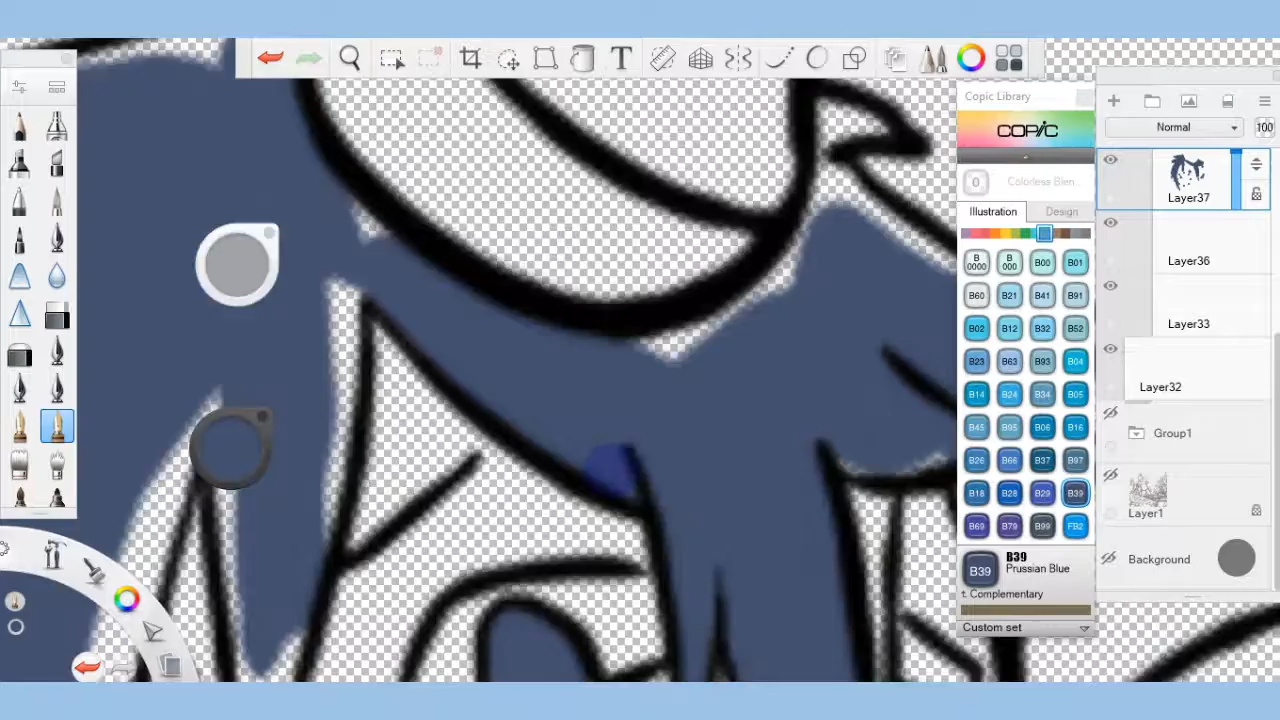 T
Copic Library
COPIC
0 Colorless Blen...
Illustration Design
B 0000 B 000 B00 B01
B60 B21 B41 B91
B02 B12 B32 B52
B23 B63 B93 B04
B14 B24 B34 B05
B45 B95 B06 B16
B26 B66 B37 B97
B18 B28 B29 B39
B69 B79 B99 FB2
B39 B39
Prussian Blue
t. Complementary
Custom set
Normal 100
Layer37
Layer36
Layer33
Layer32
Group1
Layer1
Background